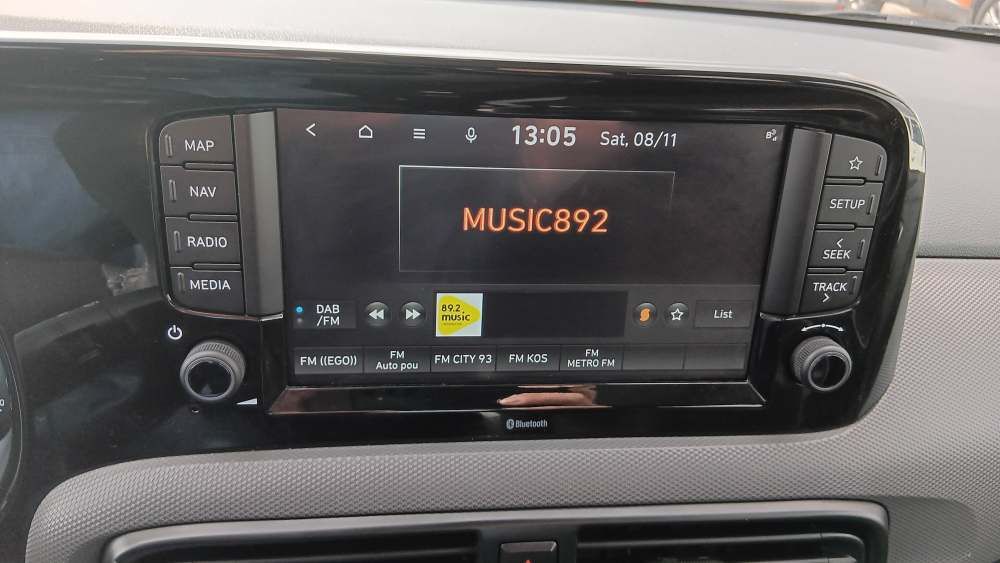 MAP
NAV
RADIO
MEDIA
13:05 Sat, 08/11
MUSIC892
DAB
/FM
89.2
music
List
FM ((EGO))
FM
Auto pou
FM CITY 93
FM KOS
FM
METRO FM
SETUP
SEEK
TRACK
Bluetooth